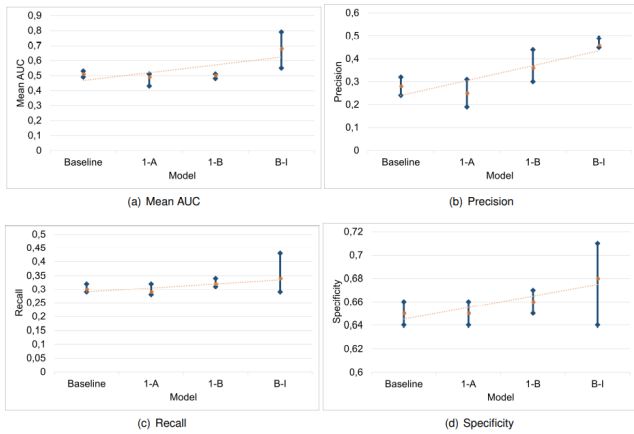 0,9
0,8
0,7
0,6
0,5
0,4
0,3
0,2
0,1
0
Mean AUC
Baseline 1-A 1-B B-I
Model
(a) Mean AUC
0,6
0,5
0,4
0,3
0,2
0,1
0
Precision
Baseline 1-A 1-B B-I
Model
(b) Precision
0,5
0,45
0,4
0,35
0,3
0,25
0,2
0,15
0,1
0,05
0
Recall
Baseline 1-A 1-B B-I
Model
(c) Recall
0,72
0,7
0,68
0,66
0,64
0,62
0,6
Specificity
Baseline 1-A 1-B B-I
Model
(d) Specificity